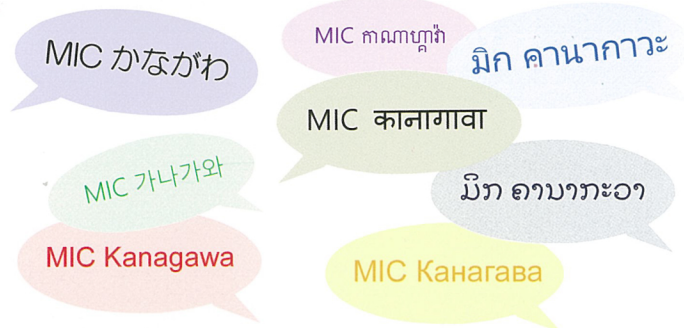 MIC かながわ
MIC កាណាហ្គាវ៉ា
มิก คานากาวะ
MIC कानागावा
MIC 가나가와
ມິກ ຄານາກະວາ
MIC Kanagawa
MIC Канагава